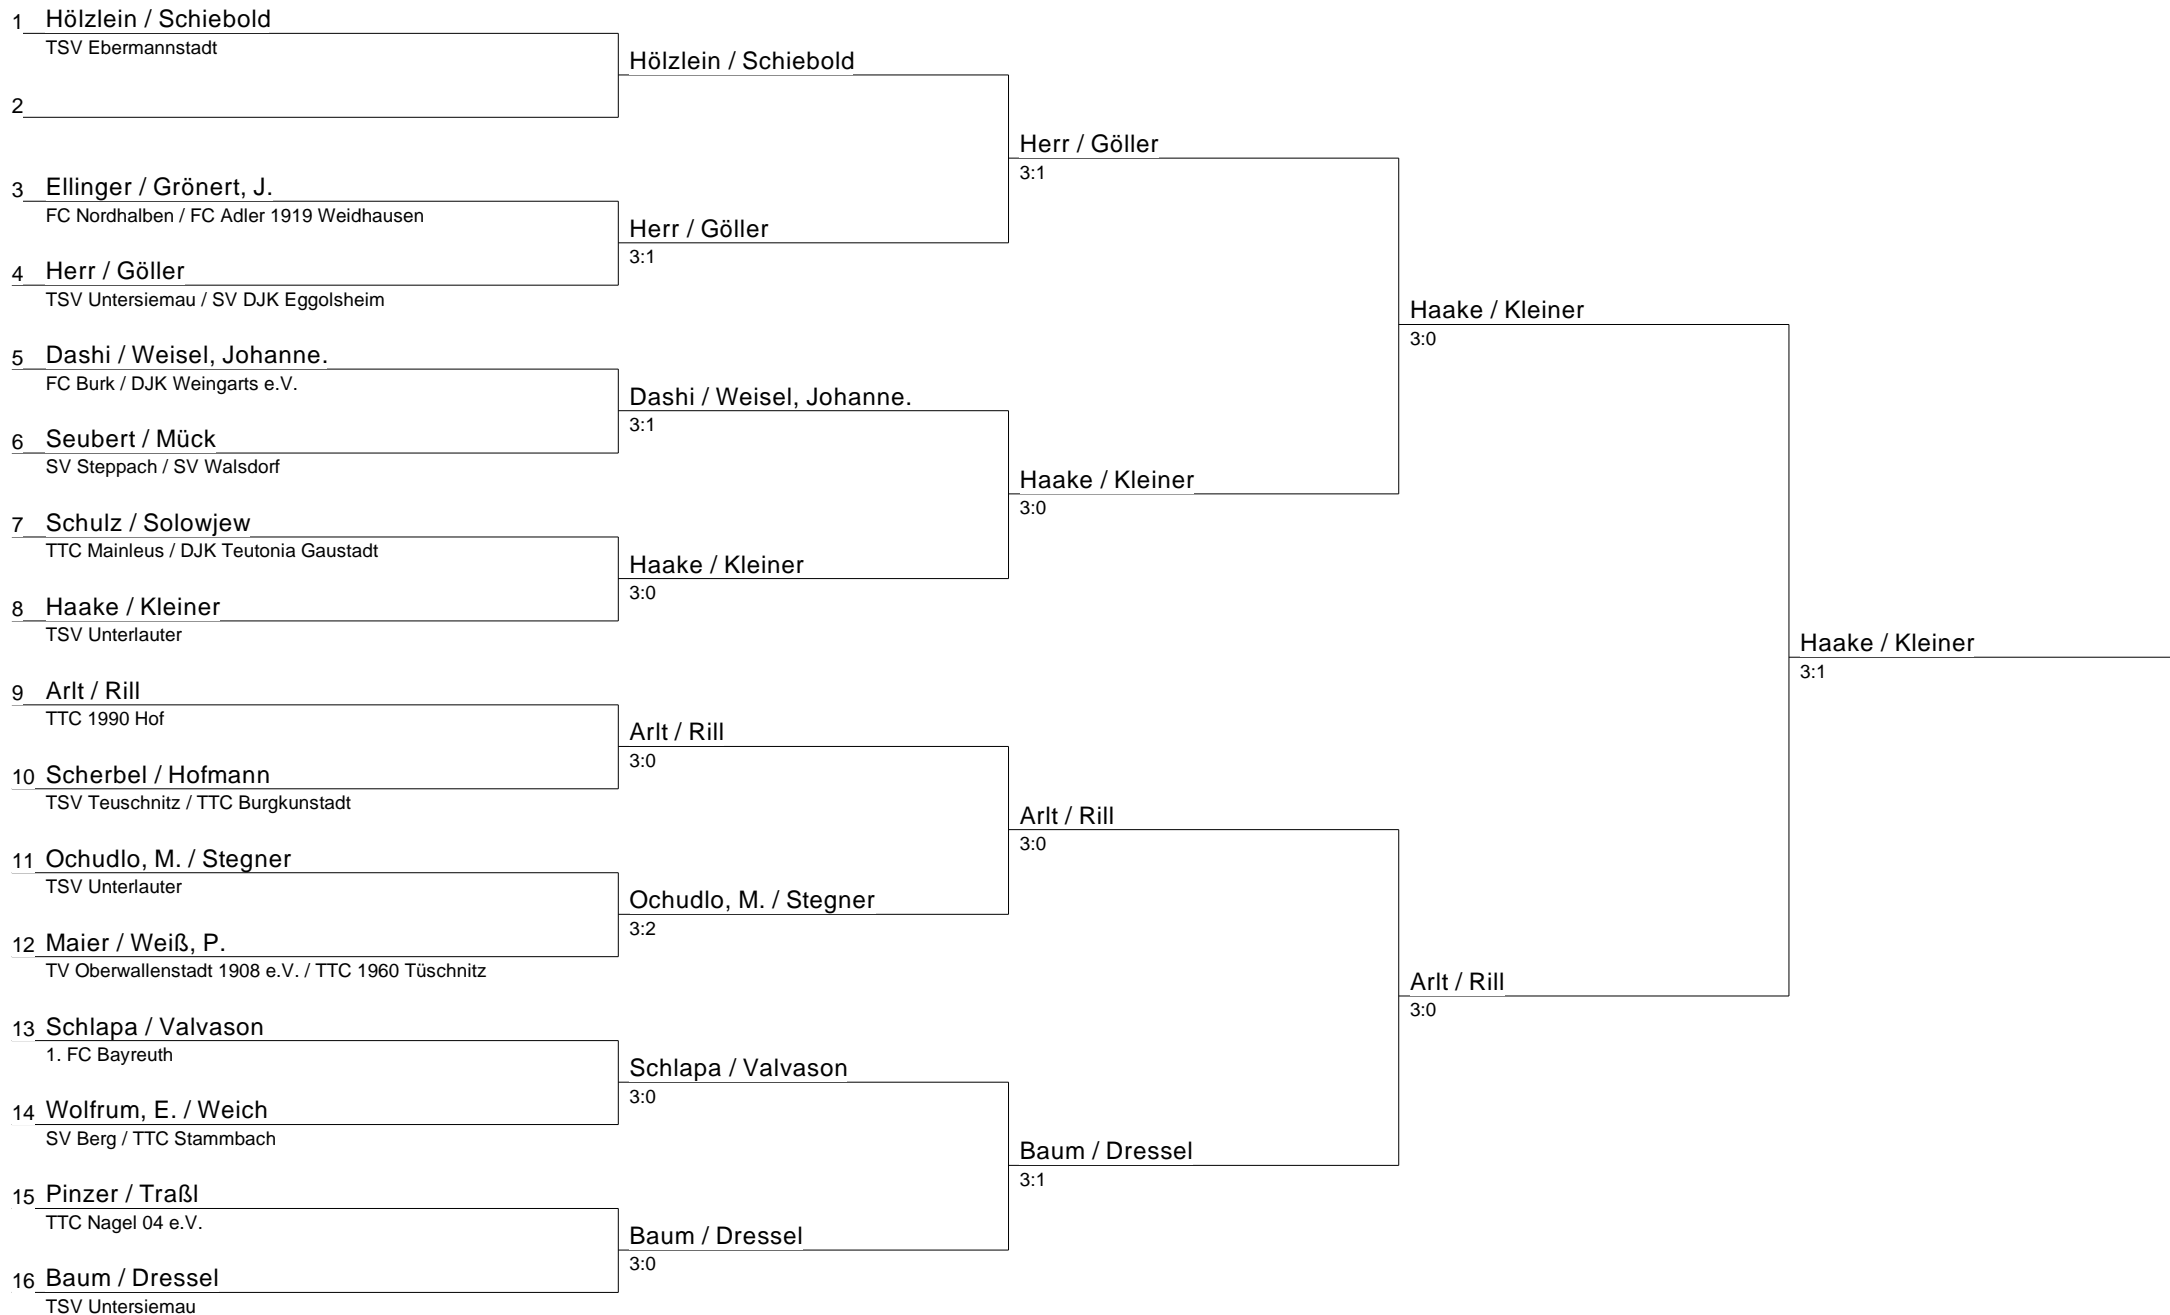 1 Hölzlein / Schiebold
TSV Ebermannstadt
2
3 Ellinger / Grönert, J.
FC Nordhalben / FC Adler 1919 Weidhausen
4 Herr / Göller
TSV Untersiemau / SV DJK Eggolsheim
5 Dashi / Weisel, Johanne.
FC Burk / DJK Weingarts e.V.
6 Seubert / Mück
SV Steppach / SV Walsdorf
7 Schulz / Solowjew
TTC Mainleus / DJK Teutonia Gaustadt
8 Haake / Kleiner
TSV Unterlauter
9 Arlt / Rill
TTC 1990 Hof
10 Scherbel / Hofmann
TSV Teuschnitz / TTC Burgkunstadt
11 Ochudlo, M. / Stegner
TSV Unterlauter
12 Maier / Weiß, P.
TV Oberwallenstadt 1908 e.V. / TTC 1960 Tüschnitz
13 Schlapa / Valvason
1. FC Bayreuth
14 Wolfrum, E. / Weich
SV Berg / TTC Stammbach
15 Pinzer / Traßl
TTC Nagel 04 e.V.
16 Baum / Dressel
TSV Untersiemau
Hölzlein / Schiebold
Herr / Göller
3:1
Dashi / Weisel, Johanne.
3:1
Haake / Kleiner
3:0
Arlt / Rill
3:0
Ochudlo, M. / Stegner
3:2
Schlapa / Valvason
3:0
Baum / Dressel
3:0
Herr / Göller
3:1
Haake / Kleiner
3:0
Arlt / Rill
3:0
Baum / Dressel
3:1
Haake / Kleiner
3:0
Arlt / Rill
3:0
Haake / Kleiner
3:1